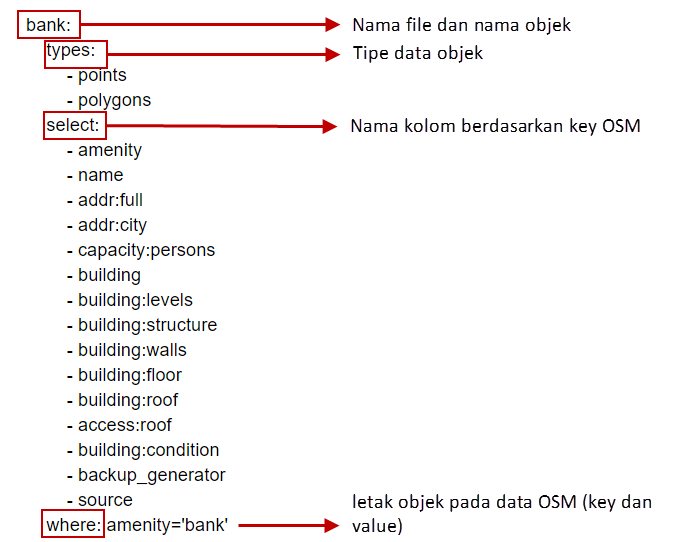 bank: Nama file dan nama objek
types: Tipe data objek
- points
- polygons
select: Nama kolom berdasarkan key OSM
- amenity
- name
- addr:full
- addr:city
- capacity:persons
- building
- building:levels
- building:structure
- building:walls
- building:floor
- building:roof
- access:roof
- building:condition
- backup_generator
- source
where: amenity='bank' letak objek pada data OSM (key dan
value)